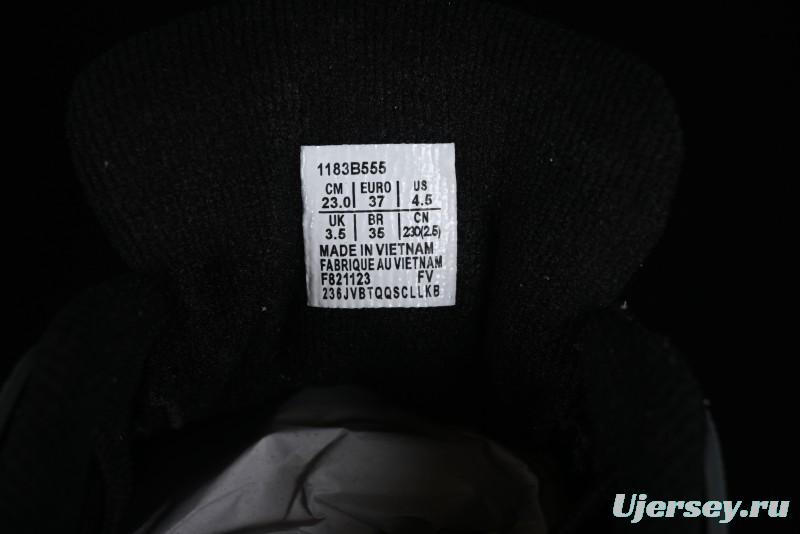 1183B555
CM EURO US
23.0 37 4.5
UK BR CN
3.5 35 230(2.5)
MADE IN VIETNAM
FABRIQUE AU VIETNAM
F821123 FV
236JVBTQQSCLLKB
Ujersey.ru